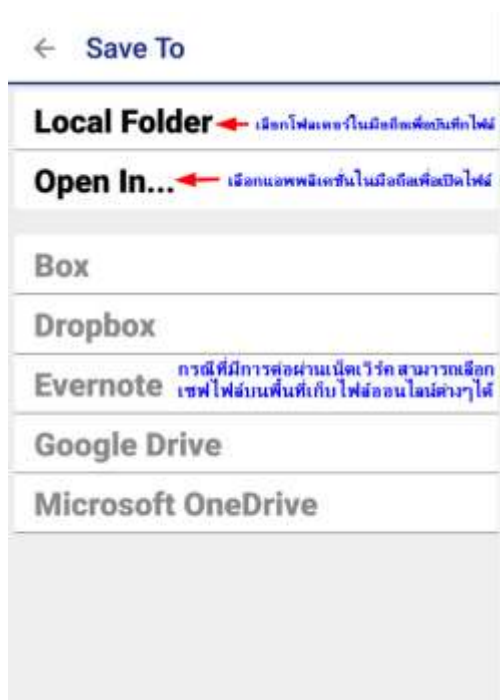 ← Save To
Local Folder เลือกโฟลเดอร์ในมือถือเพื่อบันทึกไฟล์
Open In... เลือกแอพพลิเคชั่นในมือถือเพื่อเปิดไฟล์
Box
Dropbox
กรณีที่มีการต่อผ่านเน็ตเวิร์ค สามารถเลือก
Evernote เซฟไฟล์บนพื้นที่เก็บไฟล์ออนไลน์ต่างๆได้
Google Drive
Microsoft OneDrive